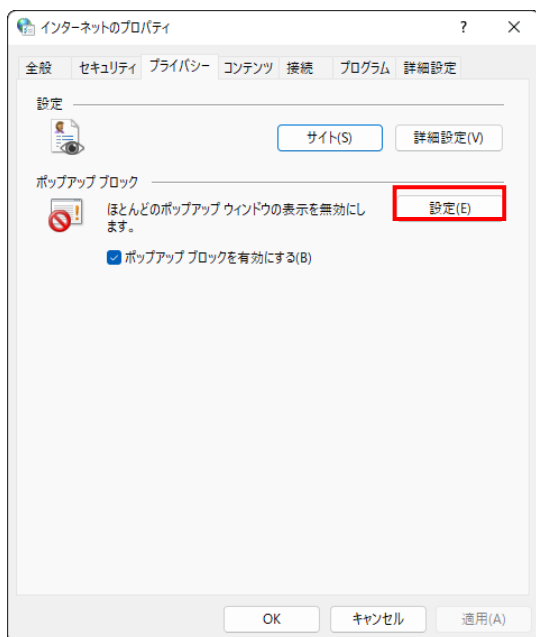 インターネットのプロパティ ? ×
全般 セキュリティ プライバシー コンテンツ 接続 プログラム 詳細設定
設定
サイト(S) 詳細設定(V)
ポップアップ ブロック
ほとんどのポップアップ ウィンドウの表示を無効にし
ます。
設定(E)
ポップアップ ブロックを有効にする(B)
OK キャンセル 適用(A)